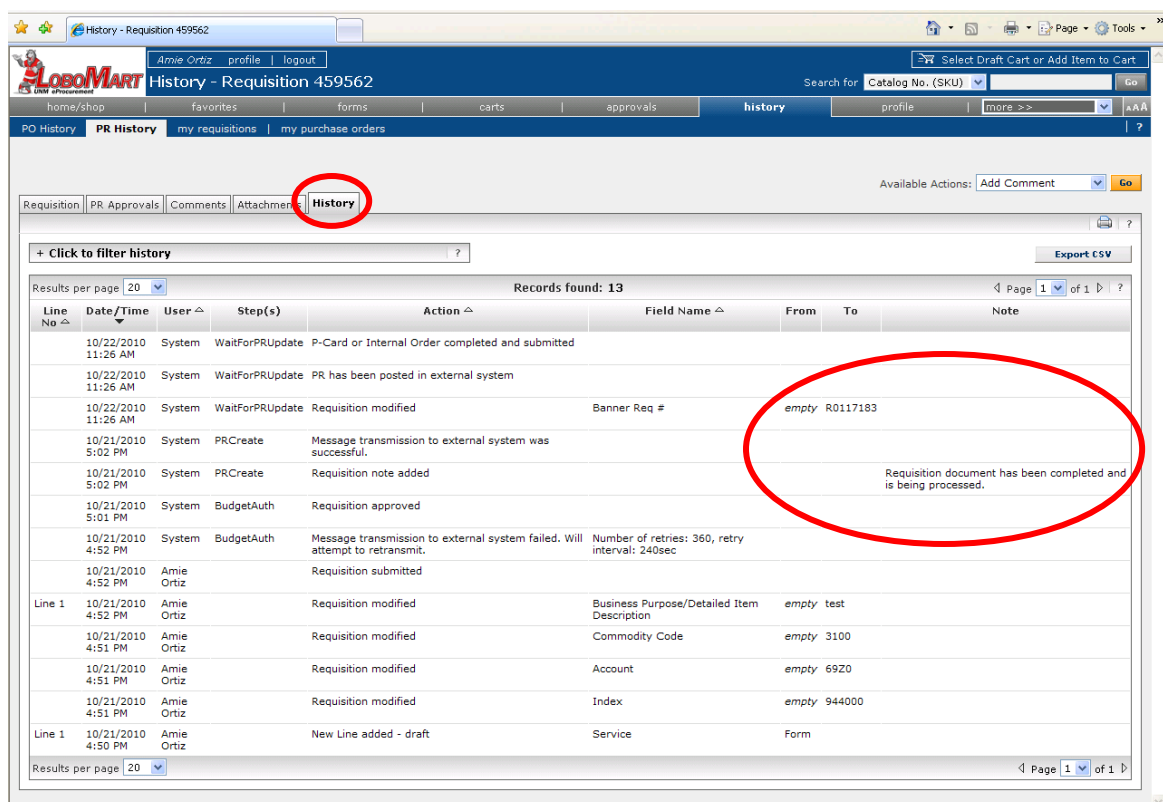 History - Requisition 459562
Page
Tools
»
LOBOMART
UNM eProcurement
Amie Ortiz profile | logout
Select Draft Cart or Add Item to Cart
History - Requisition 459562
Search for Catalog No. (SKU) Go
home/shop | favorites | forms | carts | approvals history profile | more >> AAA
PO History PR History my requisitions | my purchase orders | ?
Available Actions: Add Comment Go
Requisition PR Approvals Comments Attachments History
?
+ Click to filter history ?
Export CSV
Results per page 20 Records found: 13 Page 1 of 1 ?
Line No Date/Time User Step(s) Action Field Name From To Note
10/22/2010 11:26 AM System WaitForPRUpdate P-Card or Internal Order completed and submitted
10/22/2010 11:26 AM System WaitForPRUpdate PR has been posted in external system
10/22/2010 11:26 AM System WaitForPRUpdate Requisition modified Banner Req # empty R0117183
10/21/2010 5:02 PM System PRCreate Message transmission to external system was successful.
10/21/2010 5:02 PM System PRCreate Requisition note added Requisition document has been completed and is being processed.
10/21/2010 5:01 PM System BudgetAuth Requisition approved
10/21/2010 4:52 PM System BudgetAuth Message transmission to external system failed. Will attempt to retransmit. Number of retries: 360, retry interval: 240sec
10/21/2010 4:52 PM Amie Ortiz Requisition submitted
Line 1 10/21/2010 4:52 PM Amie Ortiz Requisition modified Business Purpose/Detailed Item Description empty test
10/21/2010 4:51 PM Amie Ortiz Requisition modified Commodity Code empty 3100
10/21/2010 4:51 PM Amie Ortiz Requisition modified Account empty 69Z0
10/21/2010 4:51 PM Amie Ortiz Requisition modified Index empty 944000
Line 1 10/21/2010 4:50 PM Amie Ortiz New Line added - draft Service Form
Results per page 20 Page 1 of 1